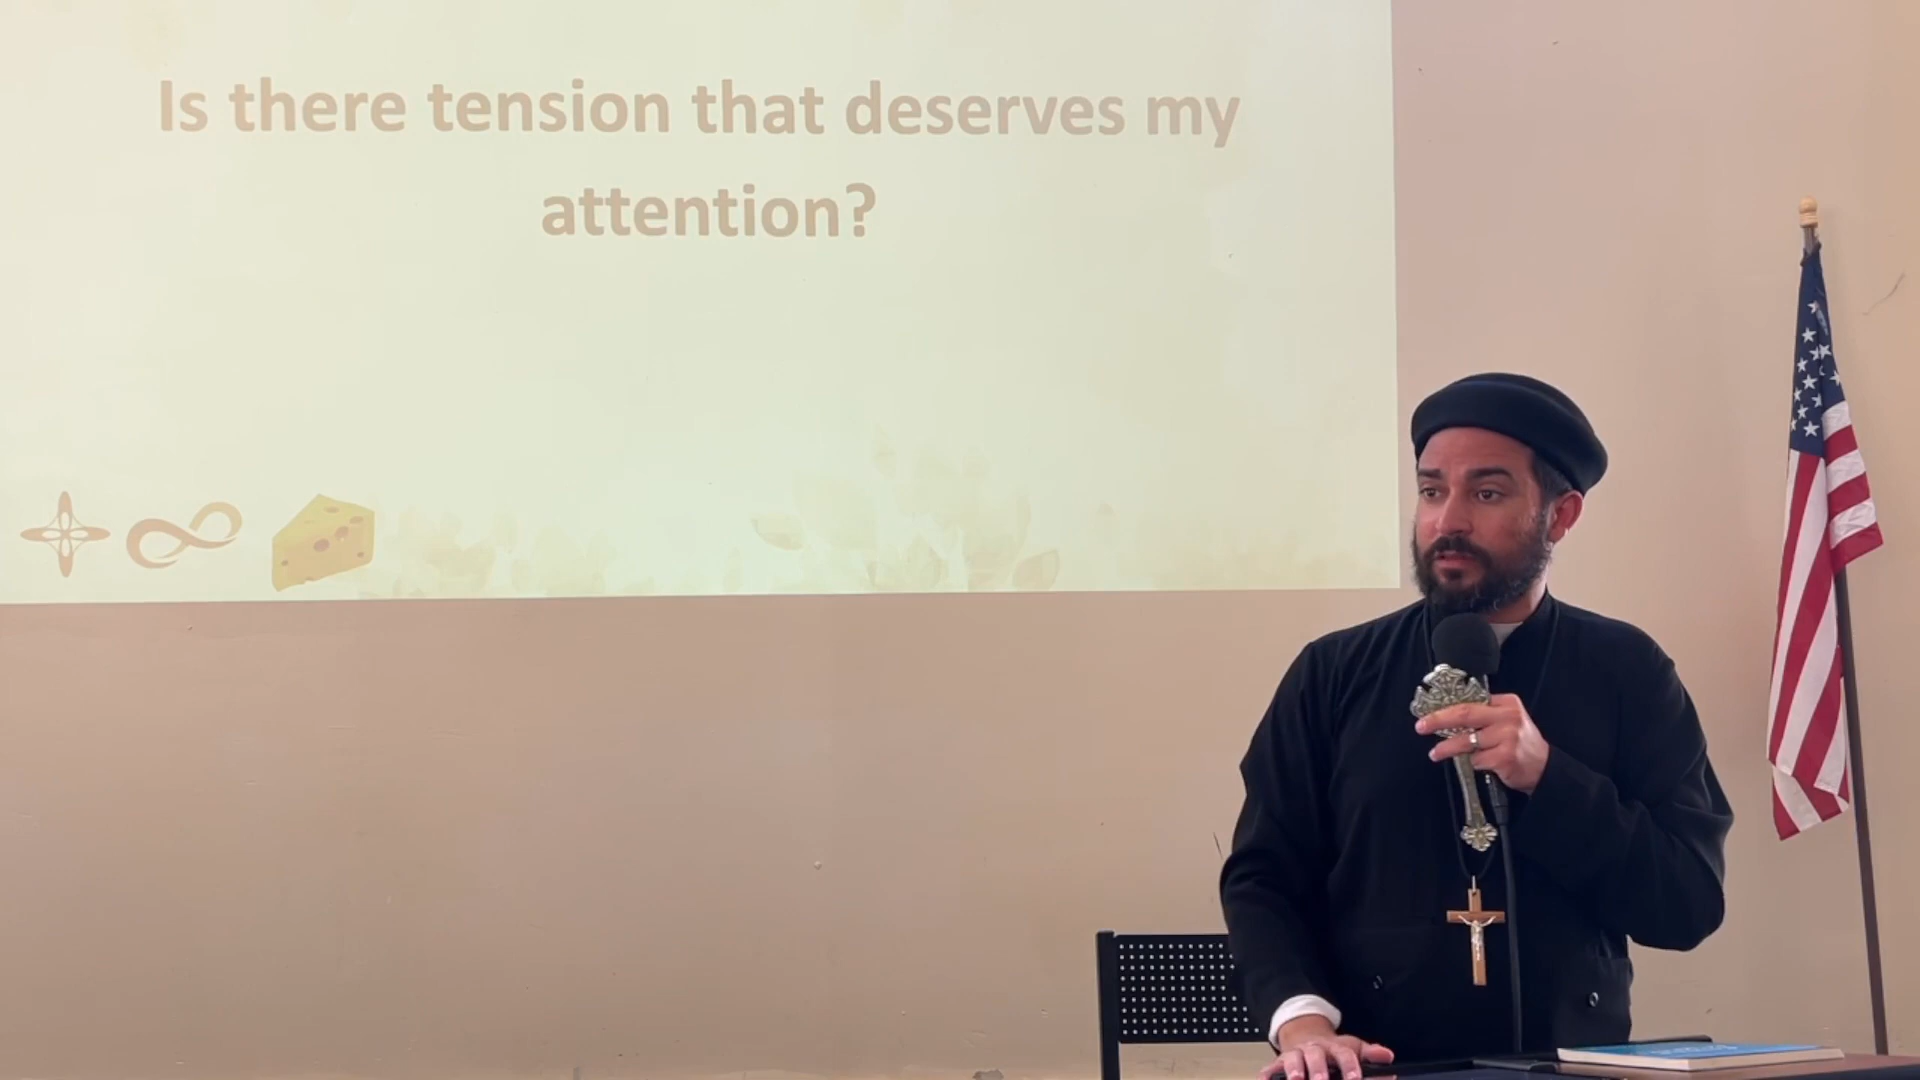 Is there tension that deserves my
attention?